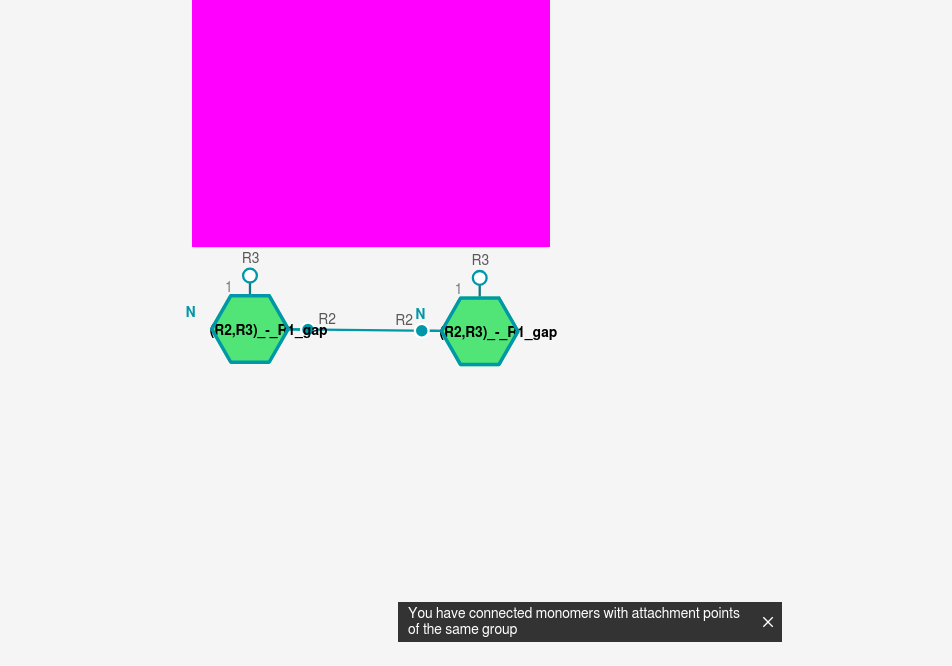 R3
R3
1
1
N
N
R2
R2
(R2,R3)_-_R1_gap
(R2,R3)_-_R1_gap
You have connected monomers with attachment points
of the same group